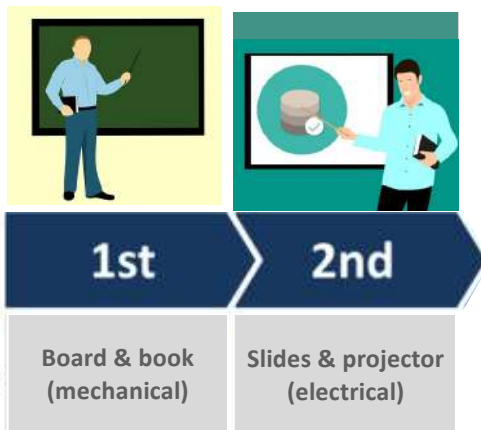 1st
2nd
Board & book
(mechanical)
Slides & projector
(electrical)